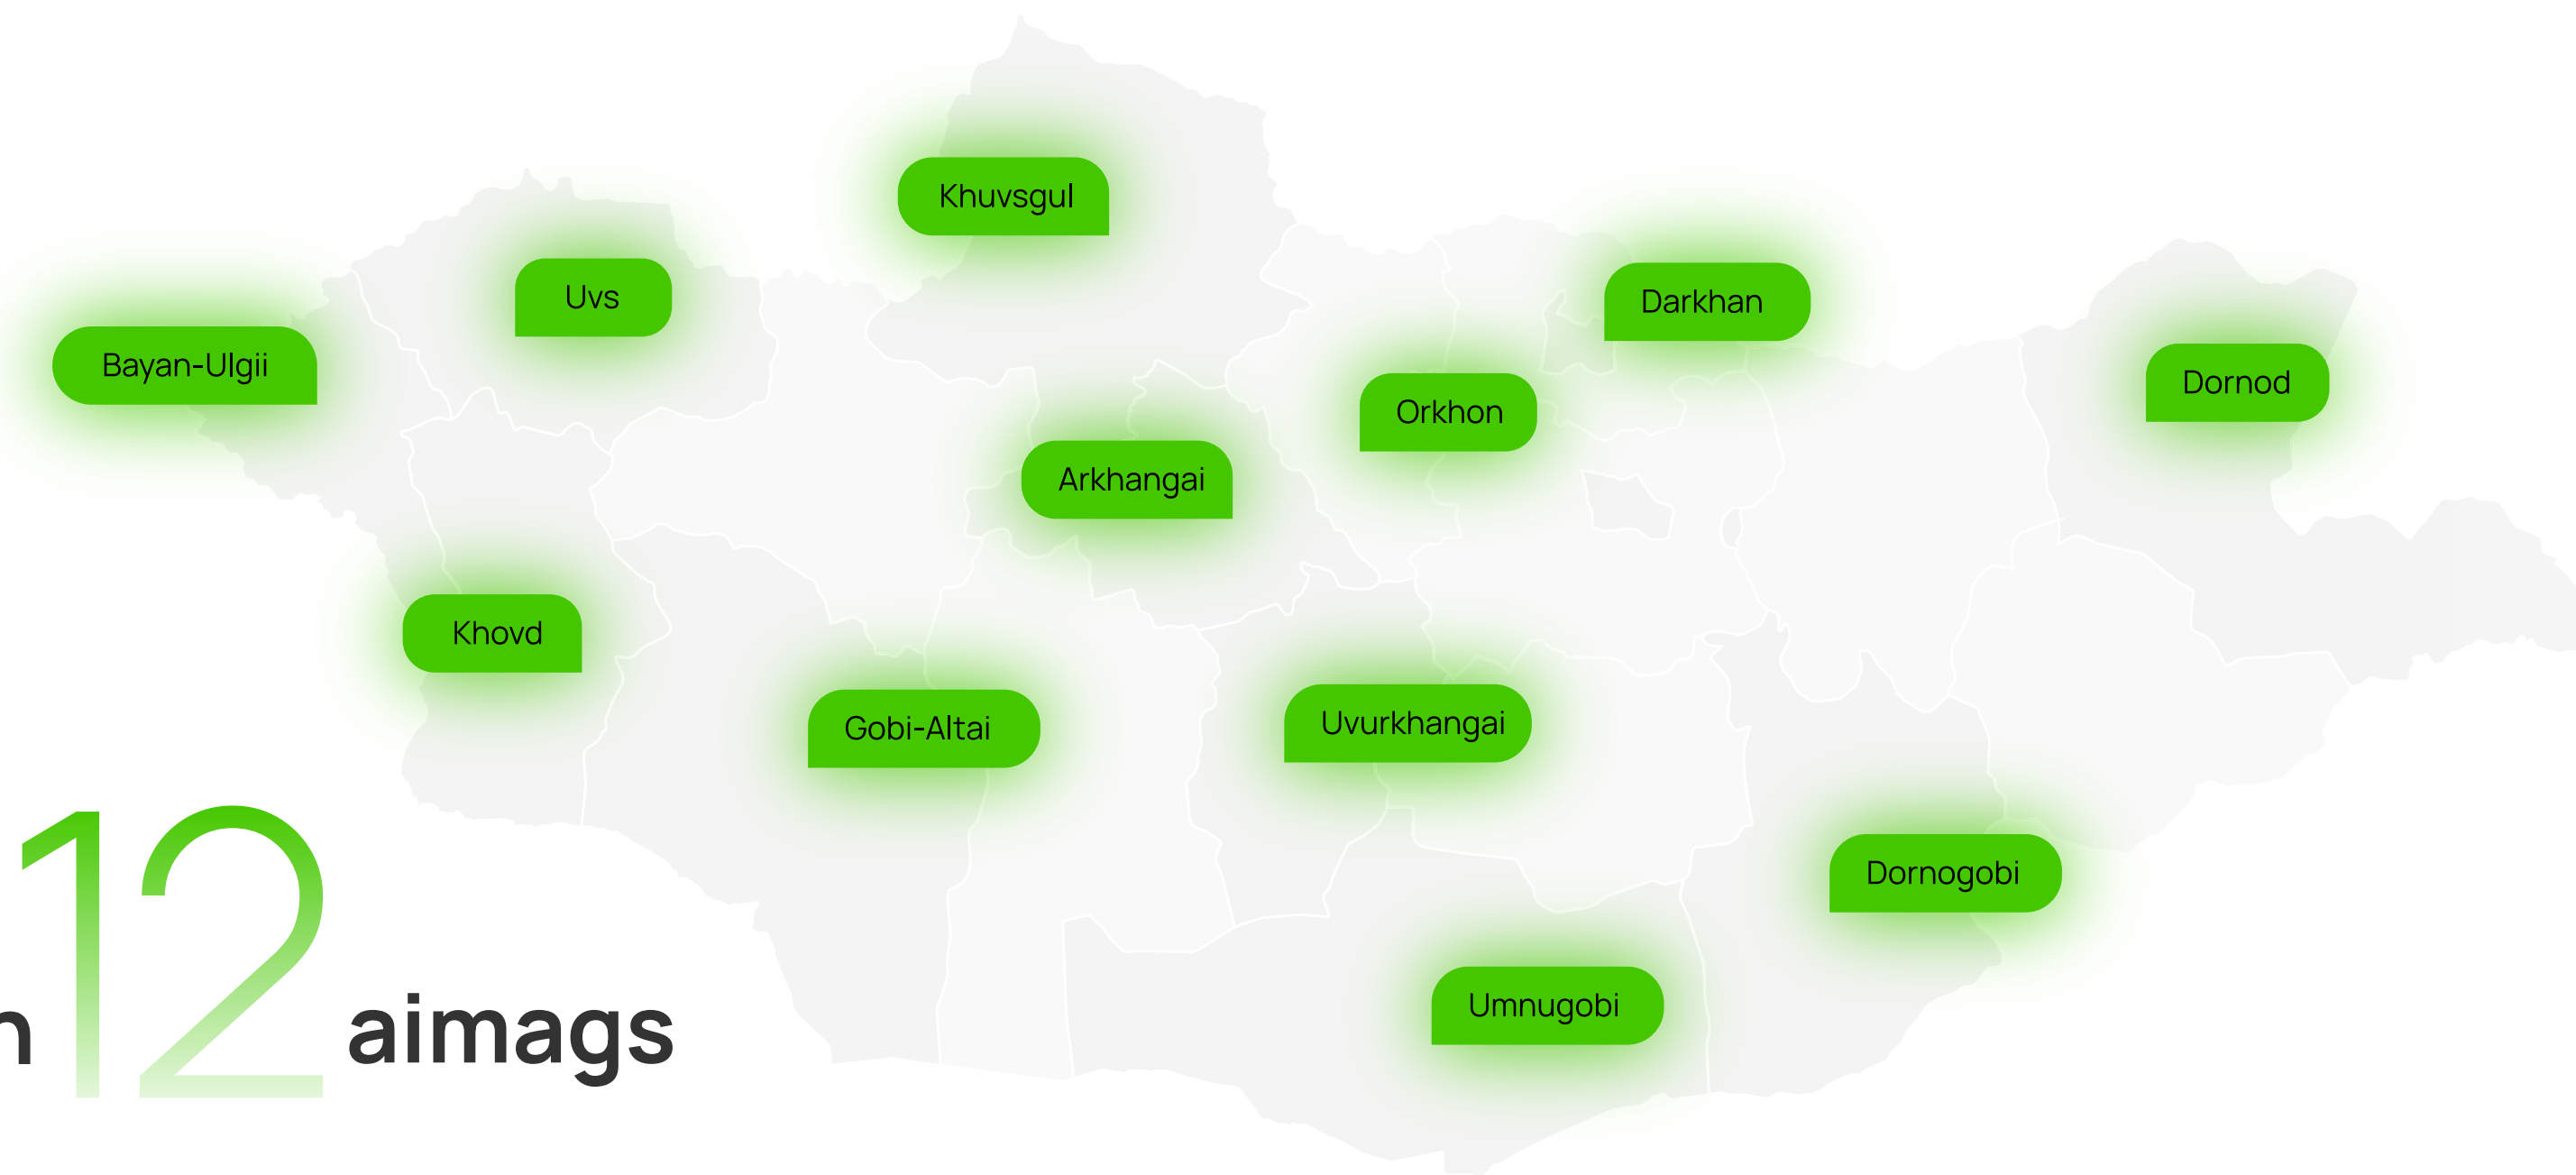 Khuvsgul
Uvs
Darkhan
Bayan-Ulgii
Dornod
Orkhon
Arkhangai
Khovd
Uvurkhangai
Gobi-Altai
Dornogobi
Umnugobi
12 aimags